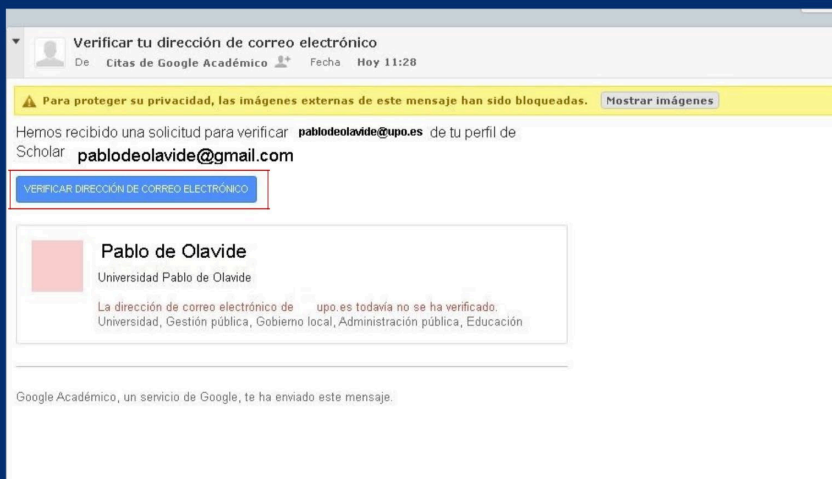 Verificar tu dirección de correo electrónico
De Citas de Google Académico Fecha Hoy 11:28
Para proteger su privacidad, las imágenes externas de este mensaje han sido bloqueadas. Mostrar imágenes
Hemos recibido una solicitud para verificar pablodeolavide@upo.es de tu perfil de
Scholar pablodeolavide@gmail.com
VERIFICAR DIRECCIÓN DE CORREO ELECTRÓNICO
Pablo de Olavide
Universidad Pablo de Olavide
La dirección de correo electrónico de upo.es todavía no se ha verificado.
Universidad, Gestión pública, Gobierno local, Administración pública, Educación
Google Académico, un servicio de Google, te ha enviado este mensaje.